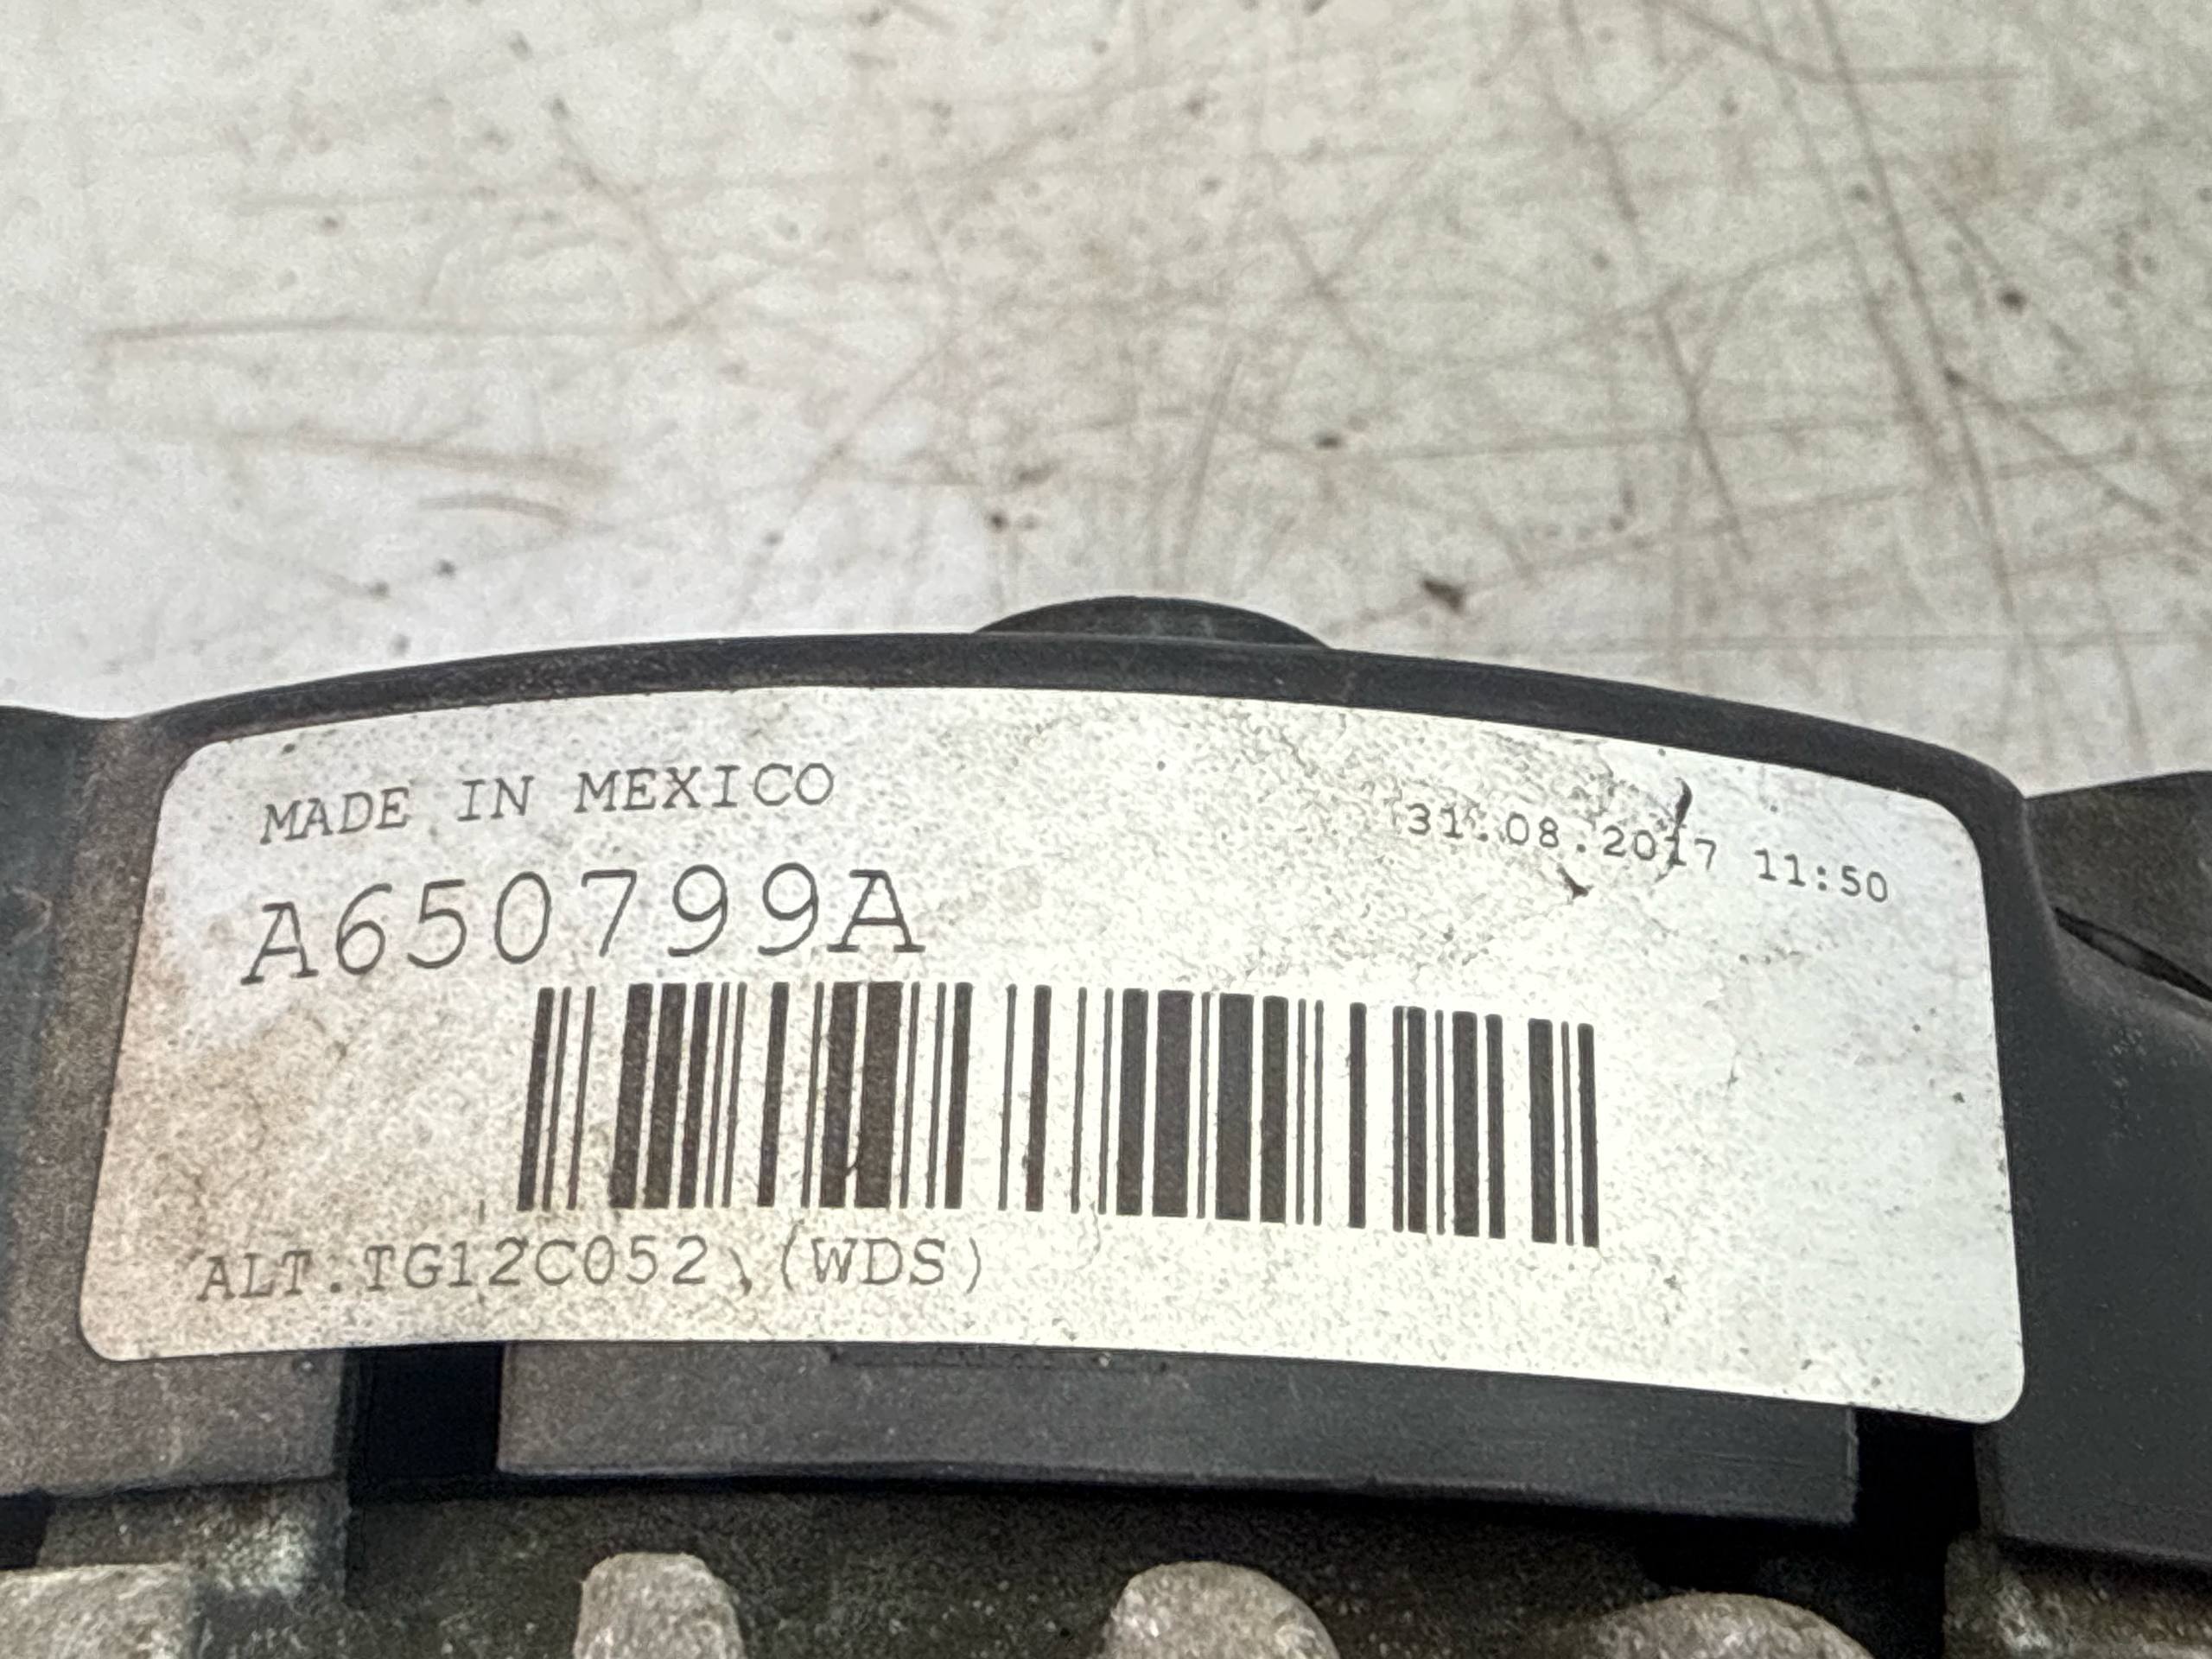 MADE IN MEXICO
31.08.2017 11:50
A650799A
ALT.TG12C052 (WDS)